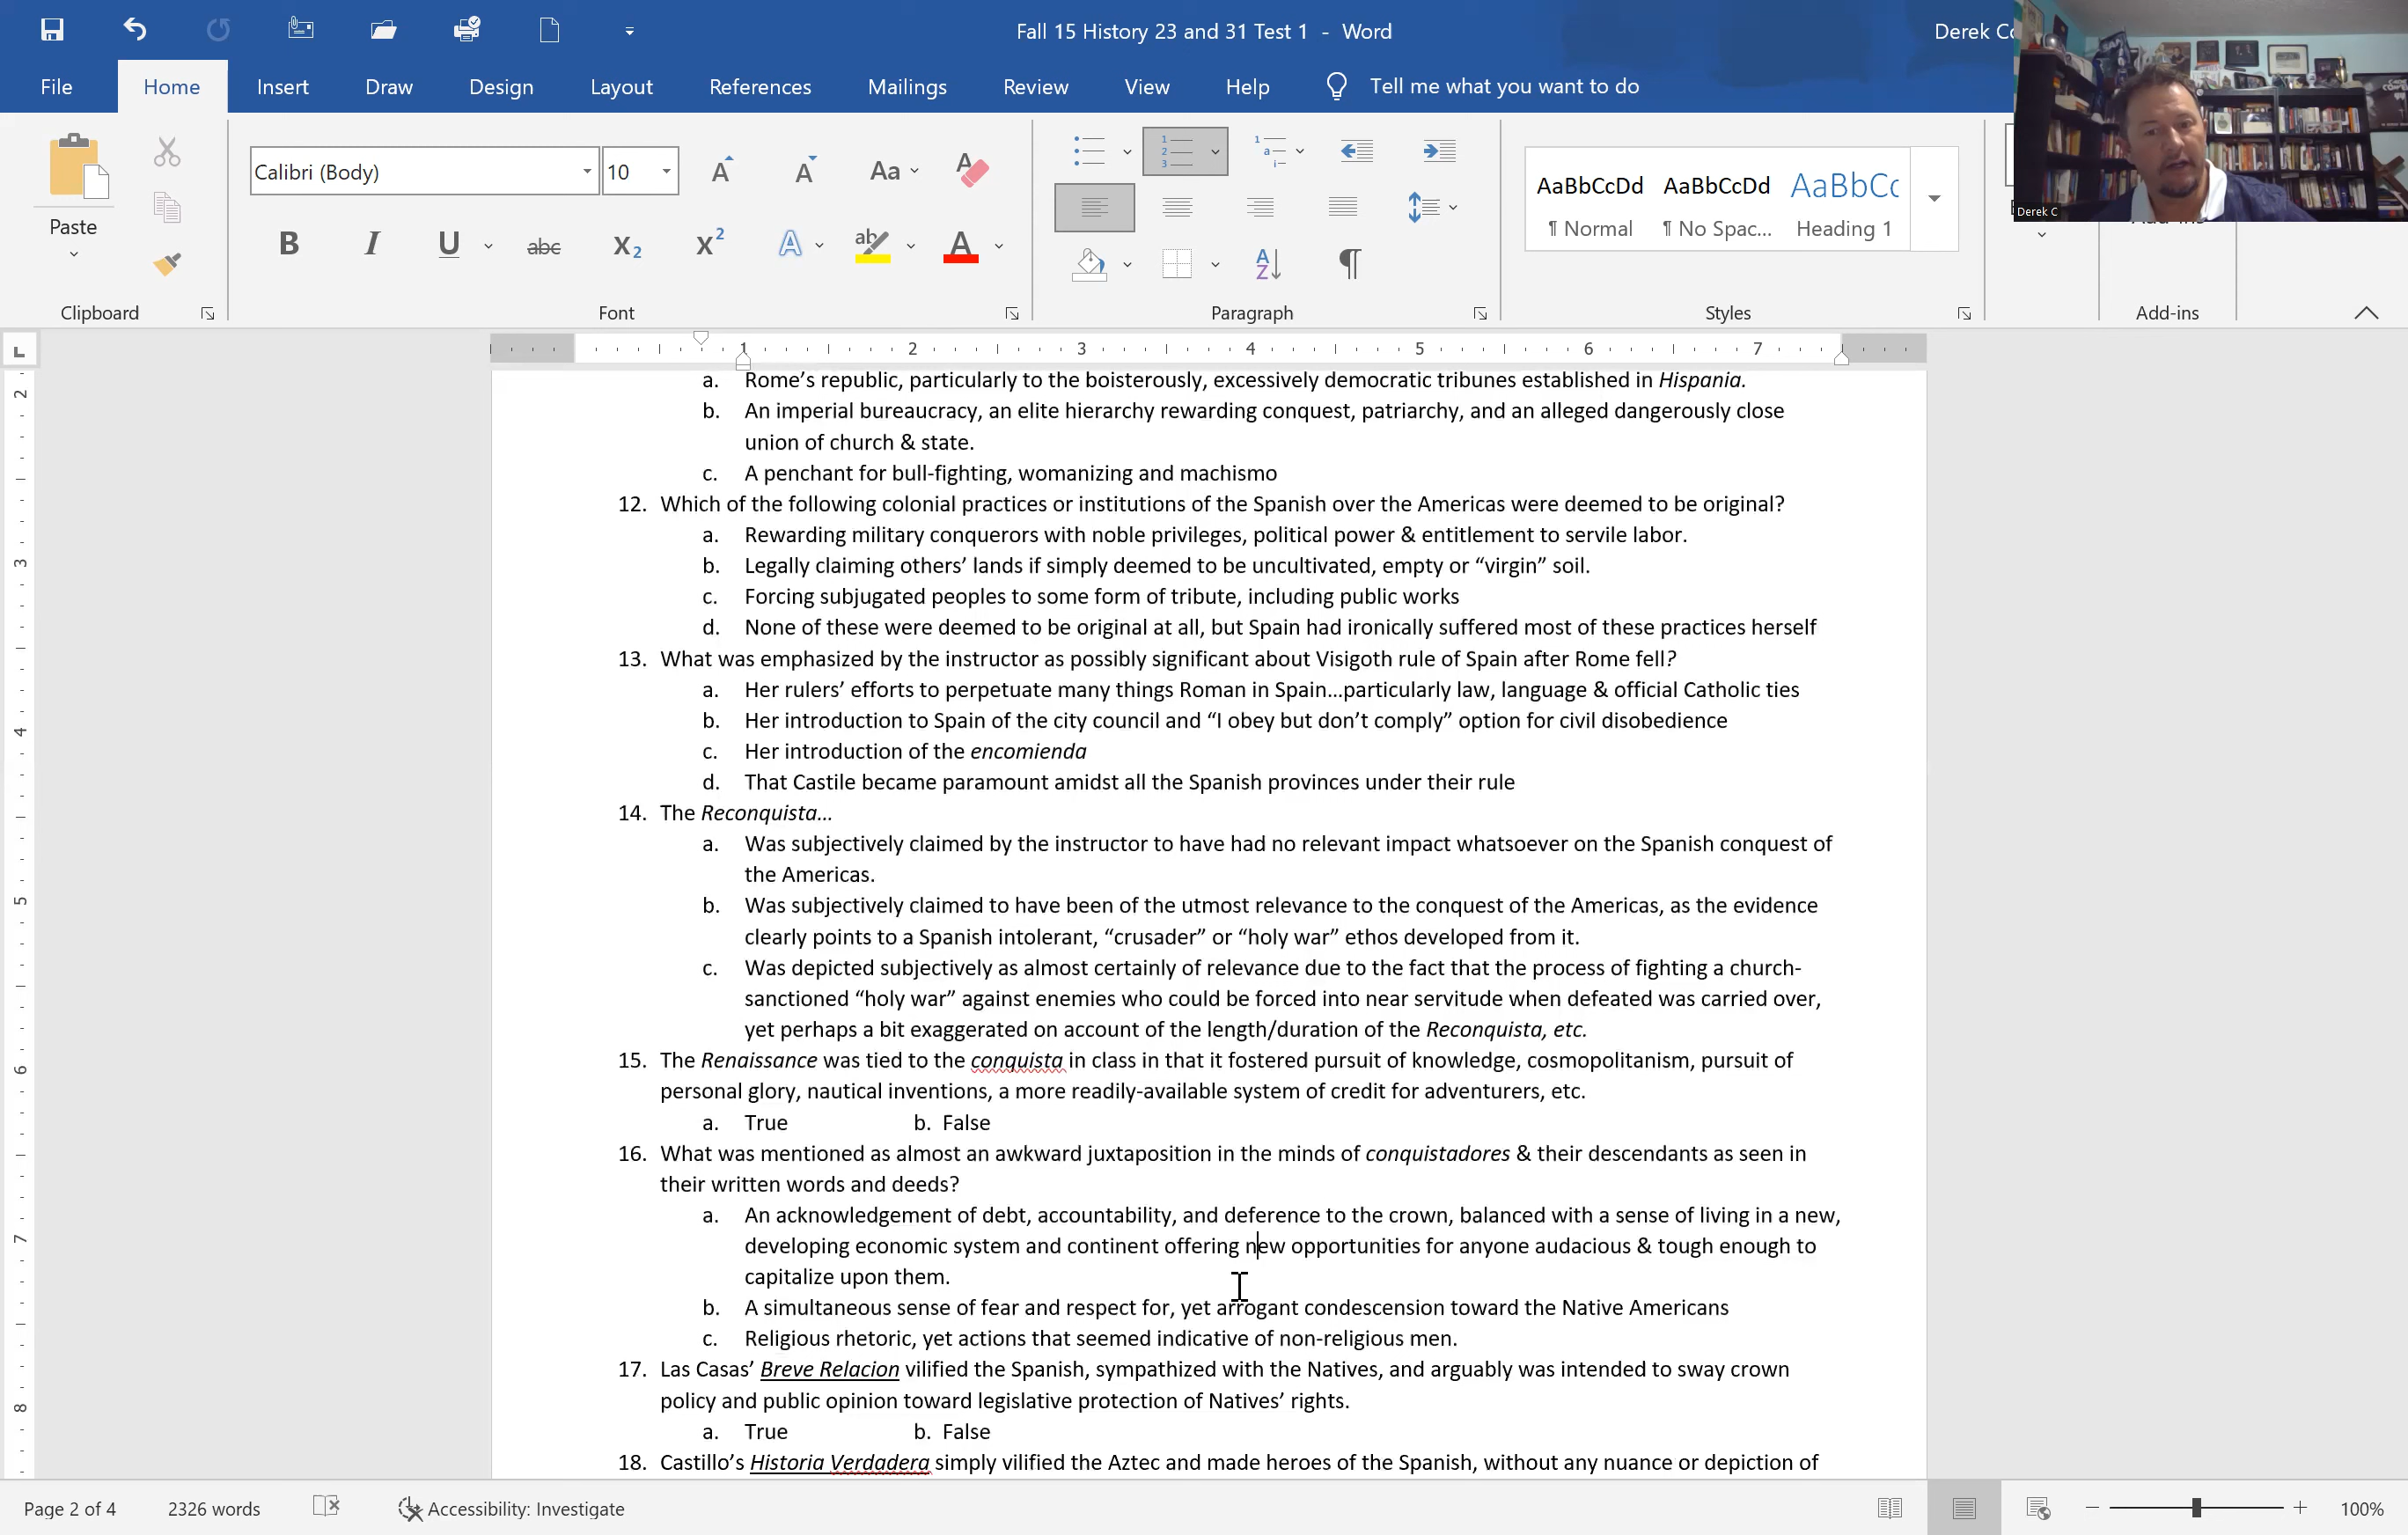 Fall 15 History 23 and 31 Test 1 - Word
Derek Co
File Home Insert Draw Design Layout References Mailings Review View Help Tell me what you want to do
Paste
Calibri (Body) 10
AaBbCcDd AaBbCcDd AaBbCc
¶ Normal ¶ No Spac... Heading 1
Derek C
Clipboard Font Paragraph Styles Add-ins
1 2 3 4 5 6 7
a. Rome’s republic, particularly to the boisterously, excessively democratic tribunes established in Hispania.
b. An imperial bureaucracy, an elite hierarchy rewarding conquest, patriarchy, and an alleged dangerously close
union of church & state.
c. A penchant for bull-fighting, womanizing and machismo
12. Which of the following colonial practices or institutions of the Spanish over the Americas were deemed to be original?
a. Rewarding military conquerors with noble privileges, political power & entitlement to servile labor.
b. Legally claiming others’ lands if simply deemed to be uncultivated, empty or “virgin” soil.
c. Forcing subjugated peoples to some form of tribute, including public works
d. None of these were deemed to be original at all, but Spain had ironically suffered most of these practices herself
13. What was emphasized by the instructor as possibly significant about Visigoth rule of Spain after Rome fell?
a. Her rulers’ efforts to perpetuate many things Roman in Spain…particularly law, language & official Catholic ties
b. Her introduction to Spain of the city council and “I obey but don’t comply” option for civil disobedience
c. Her introduction of the encomienda
d. That Castile became paramount amidst all the Spanish provinces under their rule
14. The Reconquista…
a. Was subjectively claimed by the instructor to have had no relevant impact whatsoever on the Spanish conquest of
the Americas.
b. Was subjectively claimed to have been of the utmost relevance to the conquest of the Americas, as the evidence
clearly points to a Spanish intolerant, “crusader” or “holy war” ethos developed from it.
c. Was depicted subjectively as almost certainly of relevance due to the fact that the process of fighting a church-
sanctioned “holy war” against enemies who could be forced into near servitude when defeated was carried over,
yet perhaps a bit exaggerated on account of the length/duration of the Reconquista, etc.
15. The Renaissance was tied to the conquista in class in that it fostered pursuit of knowledge, cosmopolitanism, pursuit of
personal glory, nautical inventions, a more readily-available system of credit for adventurers, etc.
a. True b. False
16. What was mentioned as almost an awkward juxtaposition in the minds of conquistadores & their descendants as seen in
their written words and deeds?
a. An acknowledgement of debt, accountability, and deference to the crown, balanced with a sense of living in a new,
developing economic system and continent offering new opportunities for anyone audacious & tough enough to
capitalize upon them.
b. A simultaneous sense of fear and respect for, yet arrogant condescension toward the Native Americans
c. Religious rhetoric, yet actions that seemed indicative of non-religious men.
17. Las Casas’ Breve Relacion vilified the Spanish, sympathized with the Natives, and arguably was intended to sway crown
policy and public opinion toward legislative protection of Natives’ rights.
a. True b. False
18. Castillo’s Historia Verdadera simply vilified the Aztec and made heroes of the Spanish, without any nuance or depiction of
Page 2 of 4 2326 words Accessibility: Investigate 100%